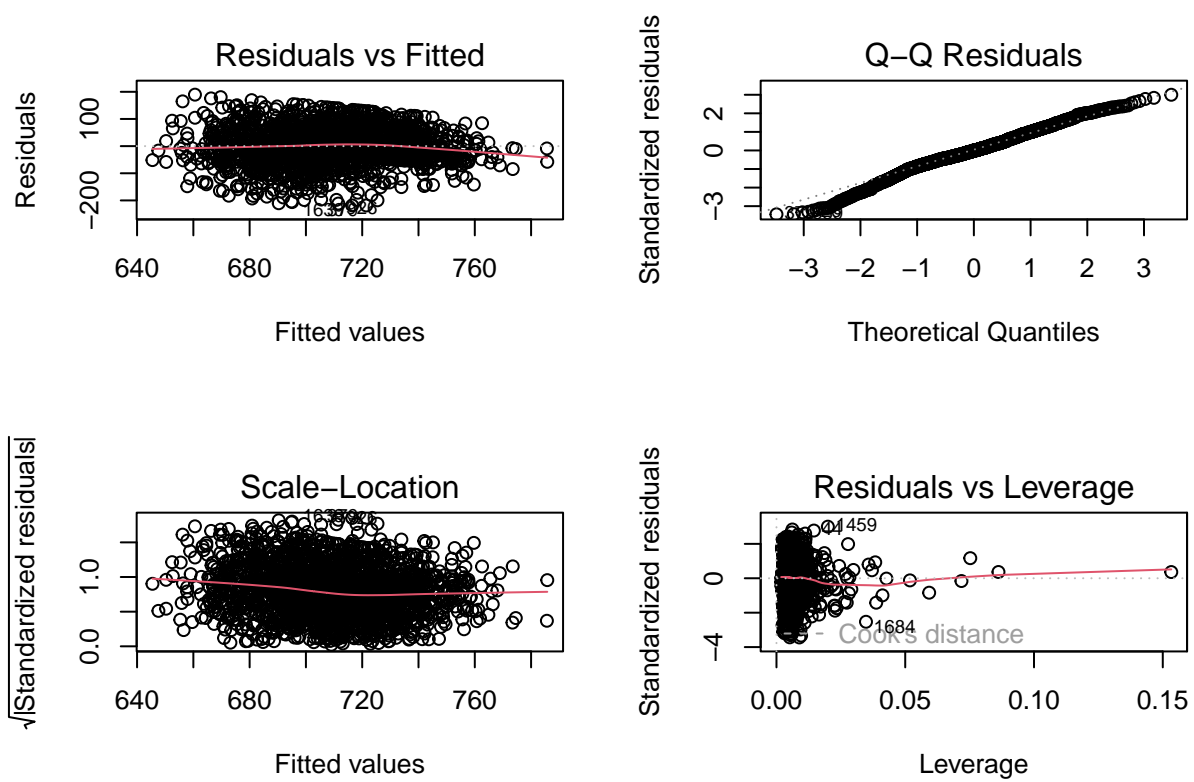 Residuals vs Fitted
Residuals
100
−200
640 680 720 760
Fitted values
Q−Q Residuals
Standardized residuals
2
0
−3
−3 −2 −1 0 1 2 3
Theoretical Quantiles
Scale−Location
√|Standardized residuals|
1.0
0.0
640 680 720 760
Fitted values
Residuals vs Leverage
Standardized residuals
0
−4
1459
1684
Cook's distance
0.00 0.05 0.10 0.15
Leverage